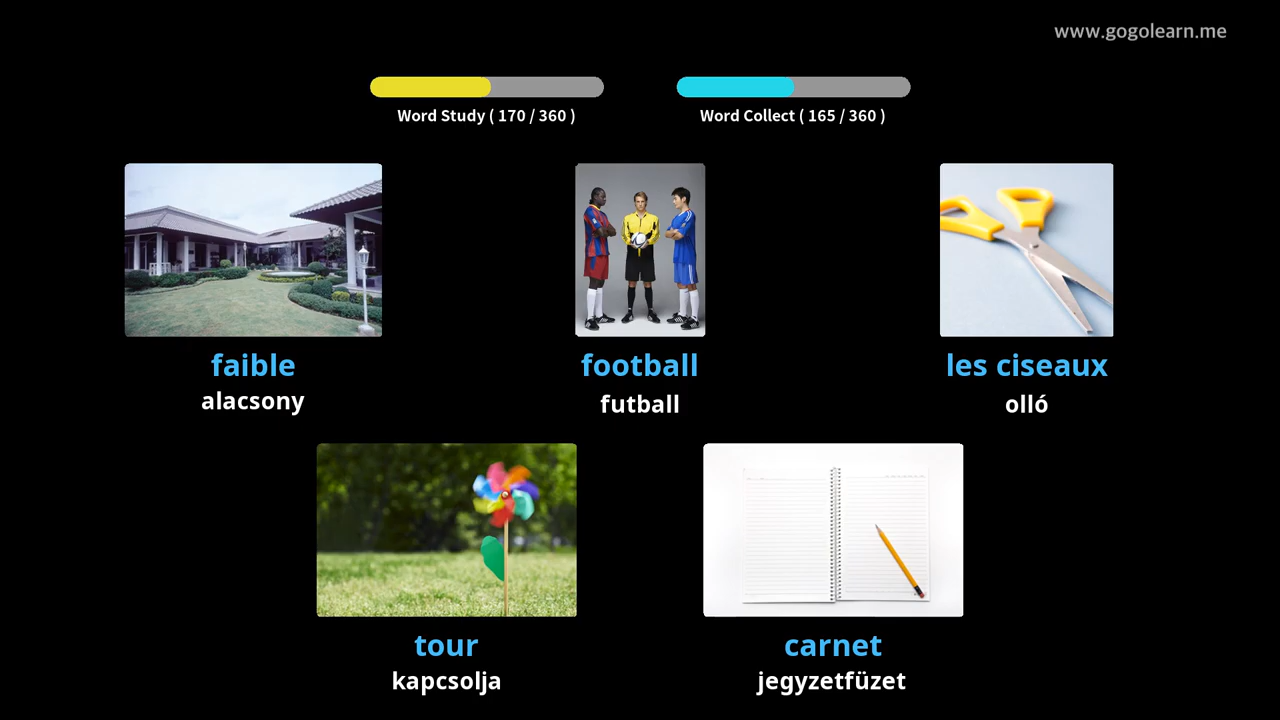 www.gogolearn.me
Word Study ( 170 / 360 )
Word Collect ( 165 / 360 )
faible
alacsony
football
futball
les ciseaux
olló
tour
kapcsolja
carnet
jegyzetfüzet